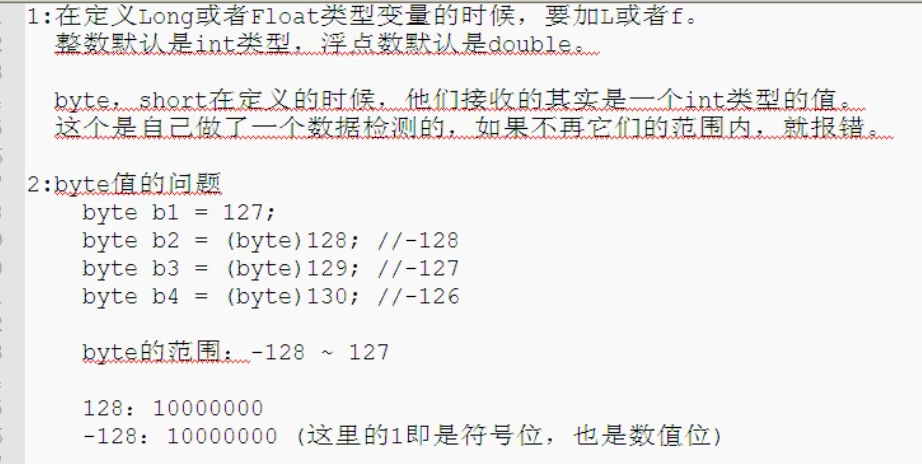 1:在定义Long或者Float类型变量的时候，要加L或者f。
整数默认是int类型，浮点数默认是double。
byte，short在定义的时候，他们接收的其实是一个int类型的值。
这个是自己做了一个数据检测的，如果不再它们的范围内，就报错。
2:byte值的问题
byte b1 = 127;
byte b2 = (byte)128; //-128
byte b3 = (byte)129; //-127
byte b4 = (byte)130; //-126
byte的范围：-128 ~ 127
128：10000000
-128：10000000 (这里的1即是符号位，也是数值位)